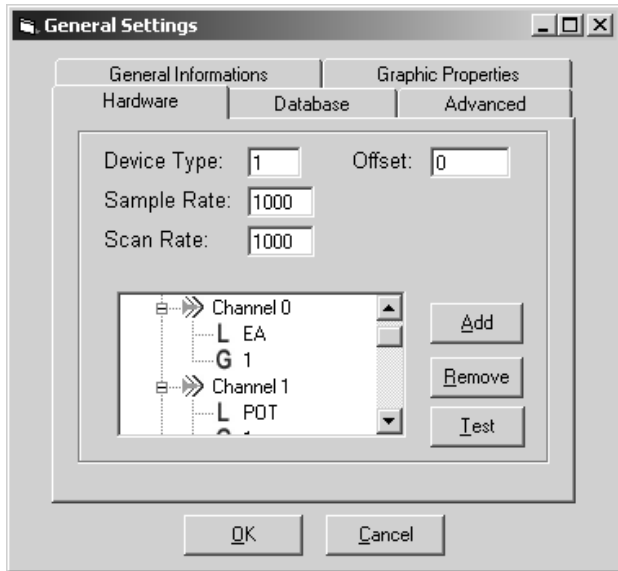 General Settings
General Informations
Graphic Properties
Hardware
Database
Advanced
Device Type: 1
Offset: 0
Sample Rate: 1000
Scan Rate: 1000
Channel 0
L EA
G 1
Channel 1
L POT
Add
Remove
Test
OK
Cancel